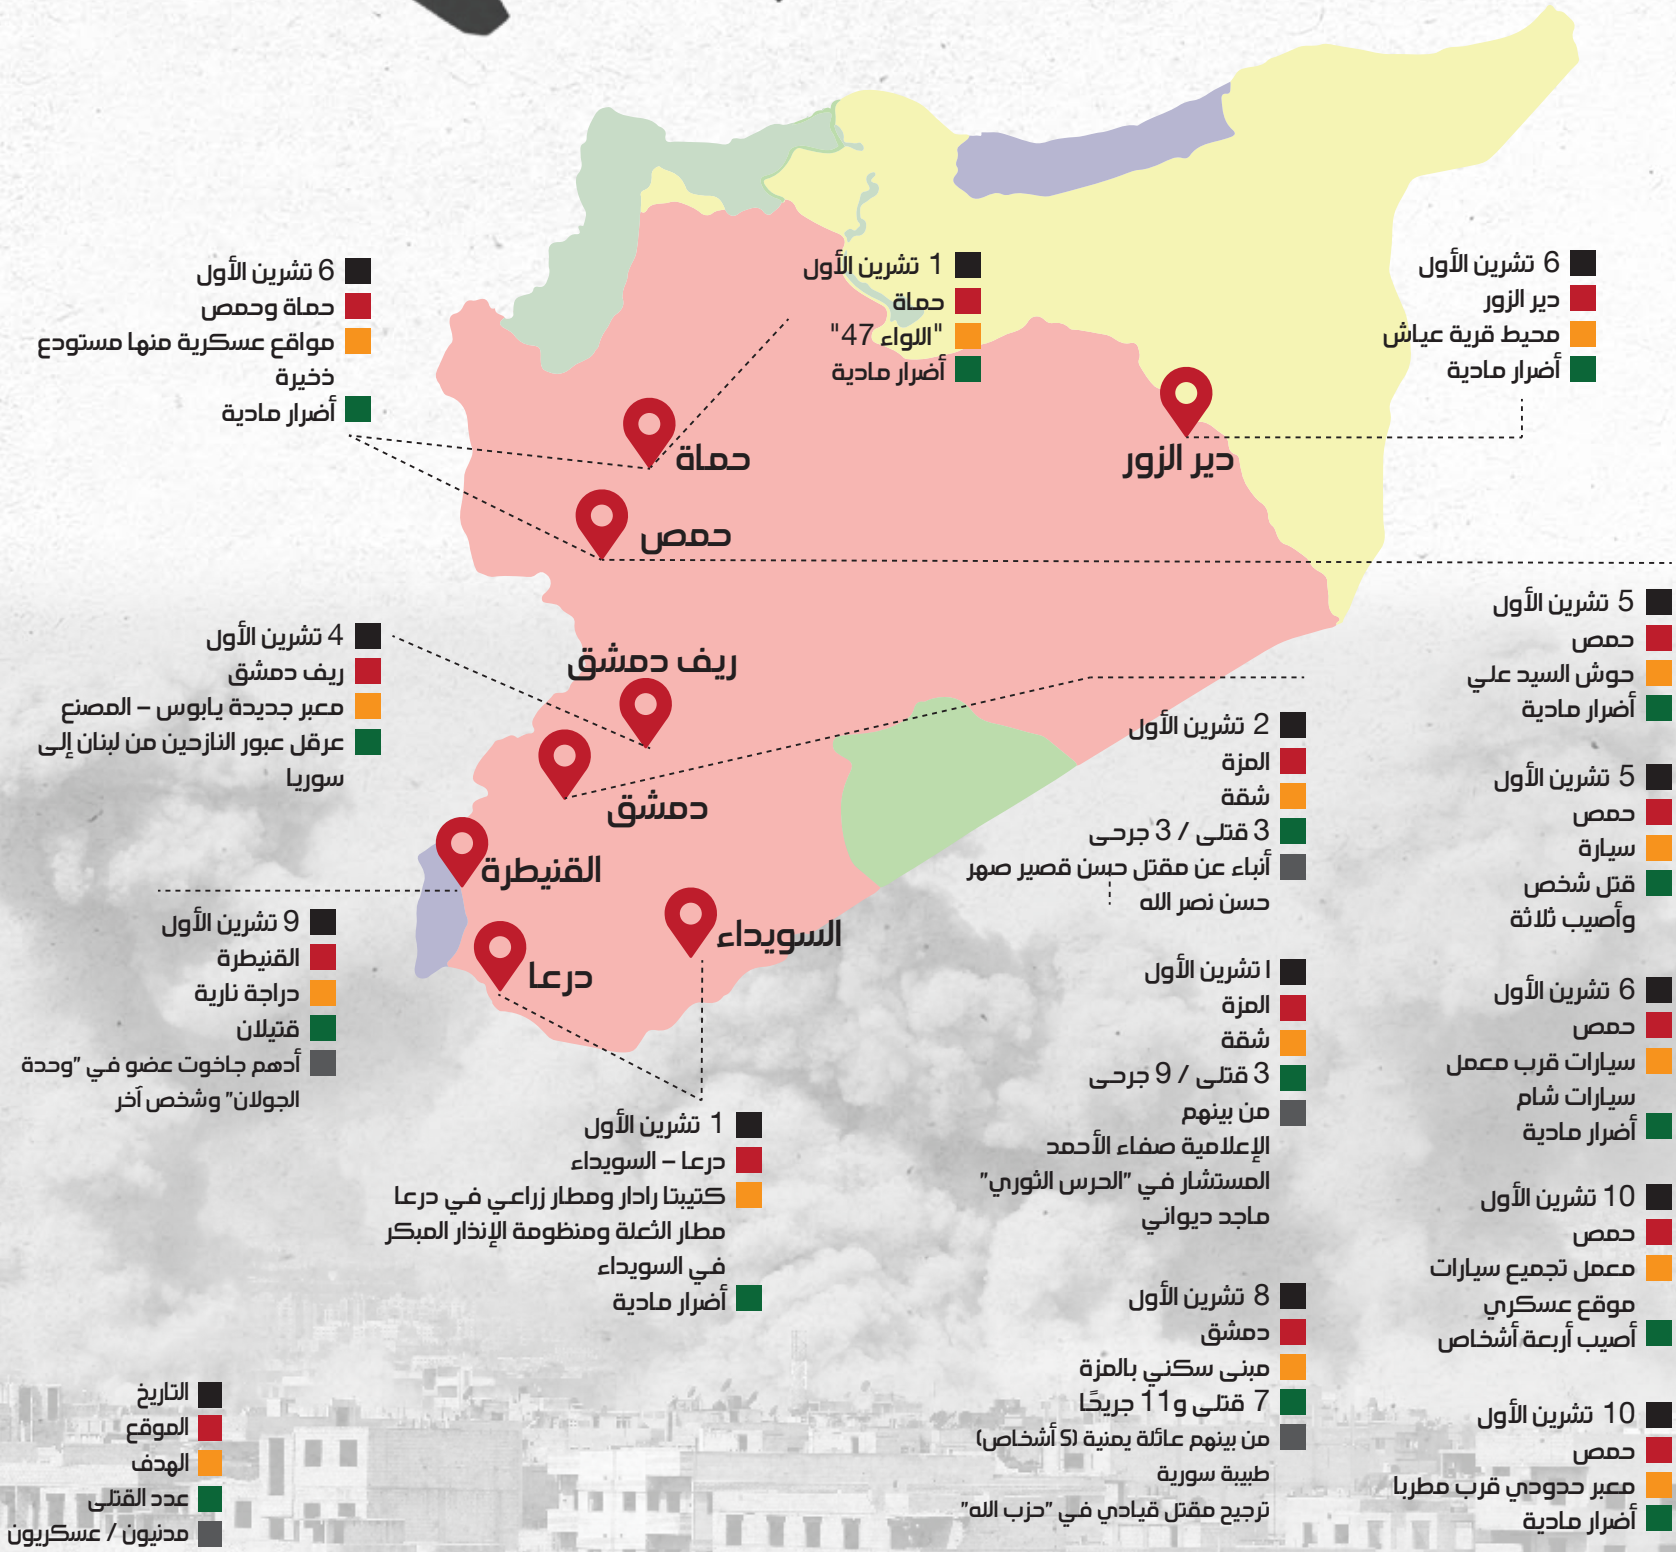 6 تشرين الأول
حماة وحمص
مواقع عسكرية منها مستودع
ذخيرة
أضرار مادية
1 تشرين الأول
حماة
"اللواء 47"
أضرار مادية
6 تشرين الأول
دير الزور
محيط قرية عياش
أضرار مادية
حماة
دير الزور
حمص
ريف دمشق
دمشق
القنيطرة
السويداء
درعا
4 تشرين الأول
ريف دمشق
معبر جديدة يابوس – المصنع
عرقل عبور النازحين من لبنان إلى
سوريا
5 تشرين الأول
حمص
حوش السيد علي
أضرار مادية
5 تشرين الأول
حمص
سيارة
قتل شخص
وأصيب ثلاثة
6 تشرين الأول
حمص
سيارات قرب معمل
سيارات شام
أضرار مادية
10 تشرين الأول
حمص
معمل تجميع سيارات
موقع عسكري
أصيب أربعة أشخاص
10 تشرين الأول
حمص
معبر حدودي قرب مطربا
أضرار مادية
2 تشرين الأول
المزة
شقة
3 قتلى / 3 جرحى
أنباء عن مقتل حسن قصير صهر
حسن نصر الله
ا تشرين الأول
المزة
شقة
3 قتلى / 9 جرحى
من بينهم
الإعلامية صفاء الأحمد
المستشار في "الحرس الثوري"
ماجد ديواني
8 تشرين الأول
دمشق
مبنى سكني بالمزة
7 قتلى و11 جريحًا
من بينهم عائلة يمنية (5 أشخاص)
طبيبة سورية
ترجيح مقتل قيادي في "حزب الله"
9 تشرين الأول
القنيطرة
دراجة نارية
قتيلان
أدهم جاخوت عضو في "وحدة
الجولان" وشخص آخر
1 تشرين الأول
درعا – السويداء
كتيبتا رادار ومطار زراعي في درعا
مطار الثعلة ومنظومة الإنذار المبكر
في السويداء
أضرار مادية
التاريخ
الموقع
الهدف
عدد القتلى
مدنيون / عسكريون